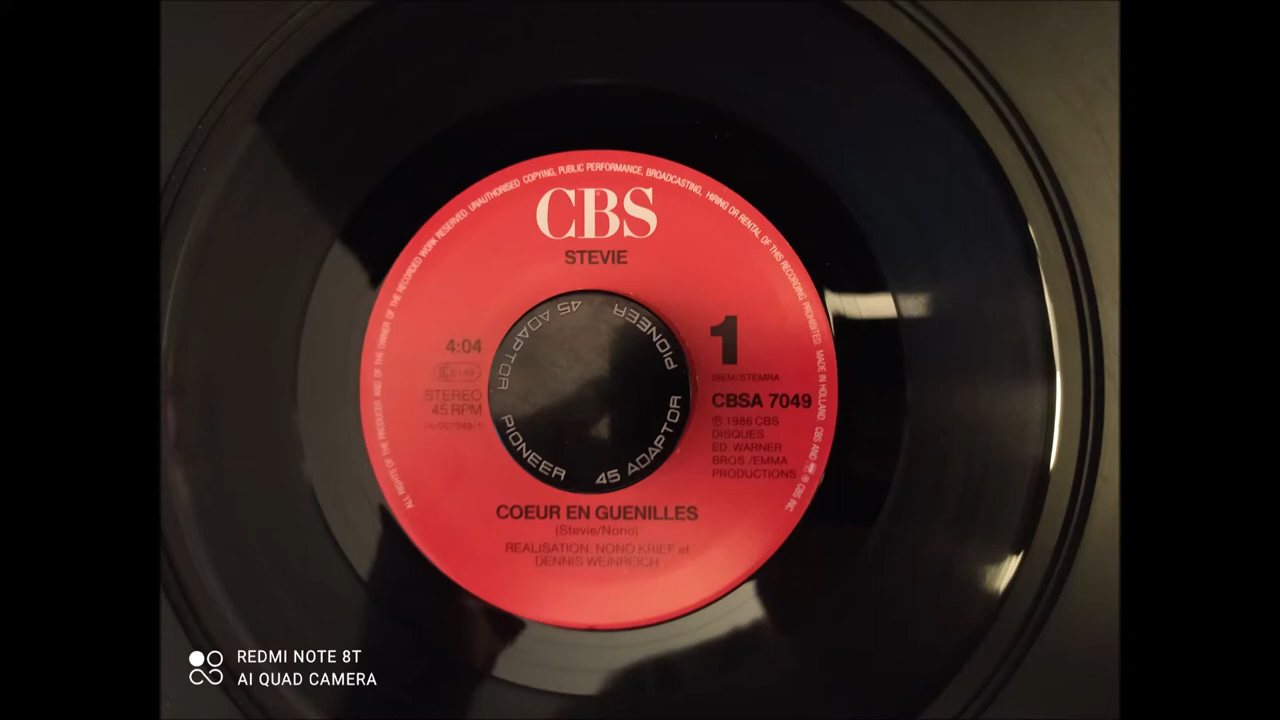 ALL RIGHTS OF THE PRODUCER AND OF THE OWNER OF THE RECORDED WORK RESERVED. UNAUTHORISED COPYING, PUBLIC PERFORMANCE, BROADCASTING, HIRING OR RENTAL OF THIS RECORDING PROHIBITED. MADE IN HOLLAND. CBS AND ® CBS INC.
CBS
STEVIE
4:04
STEREO
45 RPM
1
BIEM/STEMRA
CBSA 7049
℗ 1986 CBS
DISQUES
ED. WARNER
BROS./EMMA
PRODUCTIONS
45 ADAPTOR
PIONEER
PIONEER
45 ADAPTOR
COEUR EN GUENILLES
(Stevie/Nono)
REALISATION: NONO KRIEF et
DENNIS WEINREICH
REDMI NOTE 8T
AI QUAD CAMERA